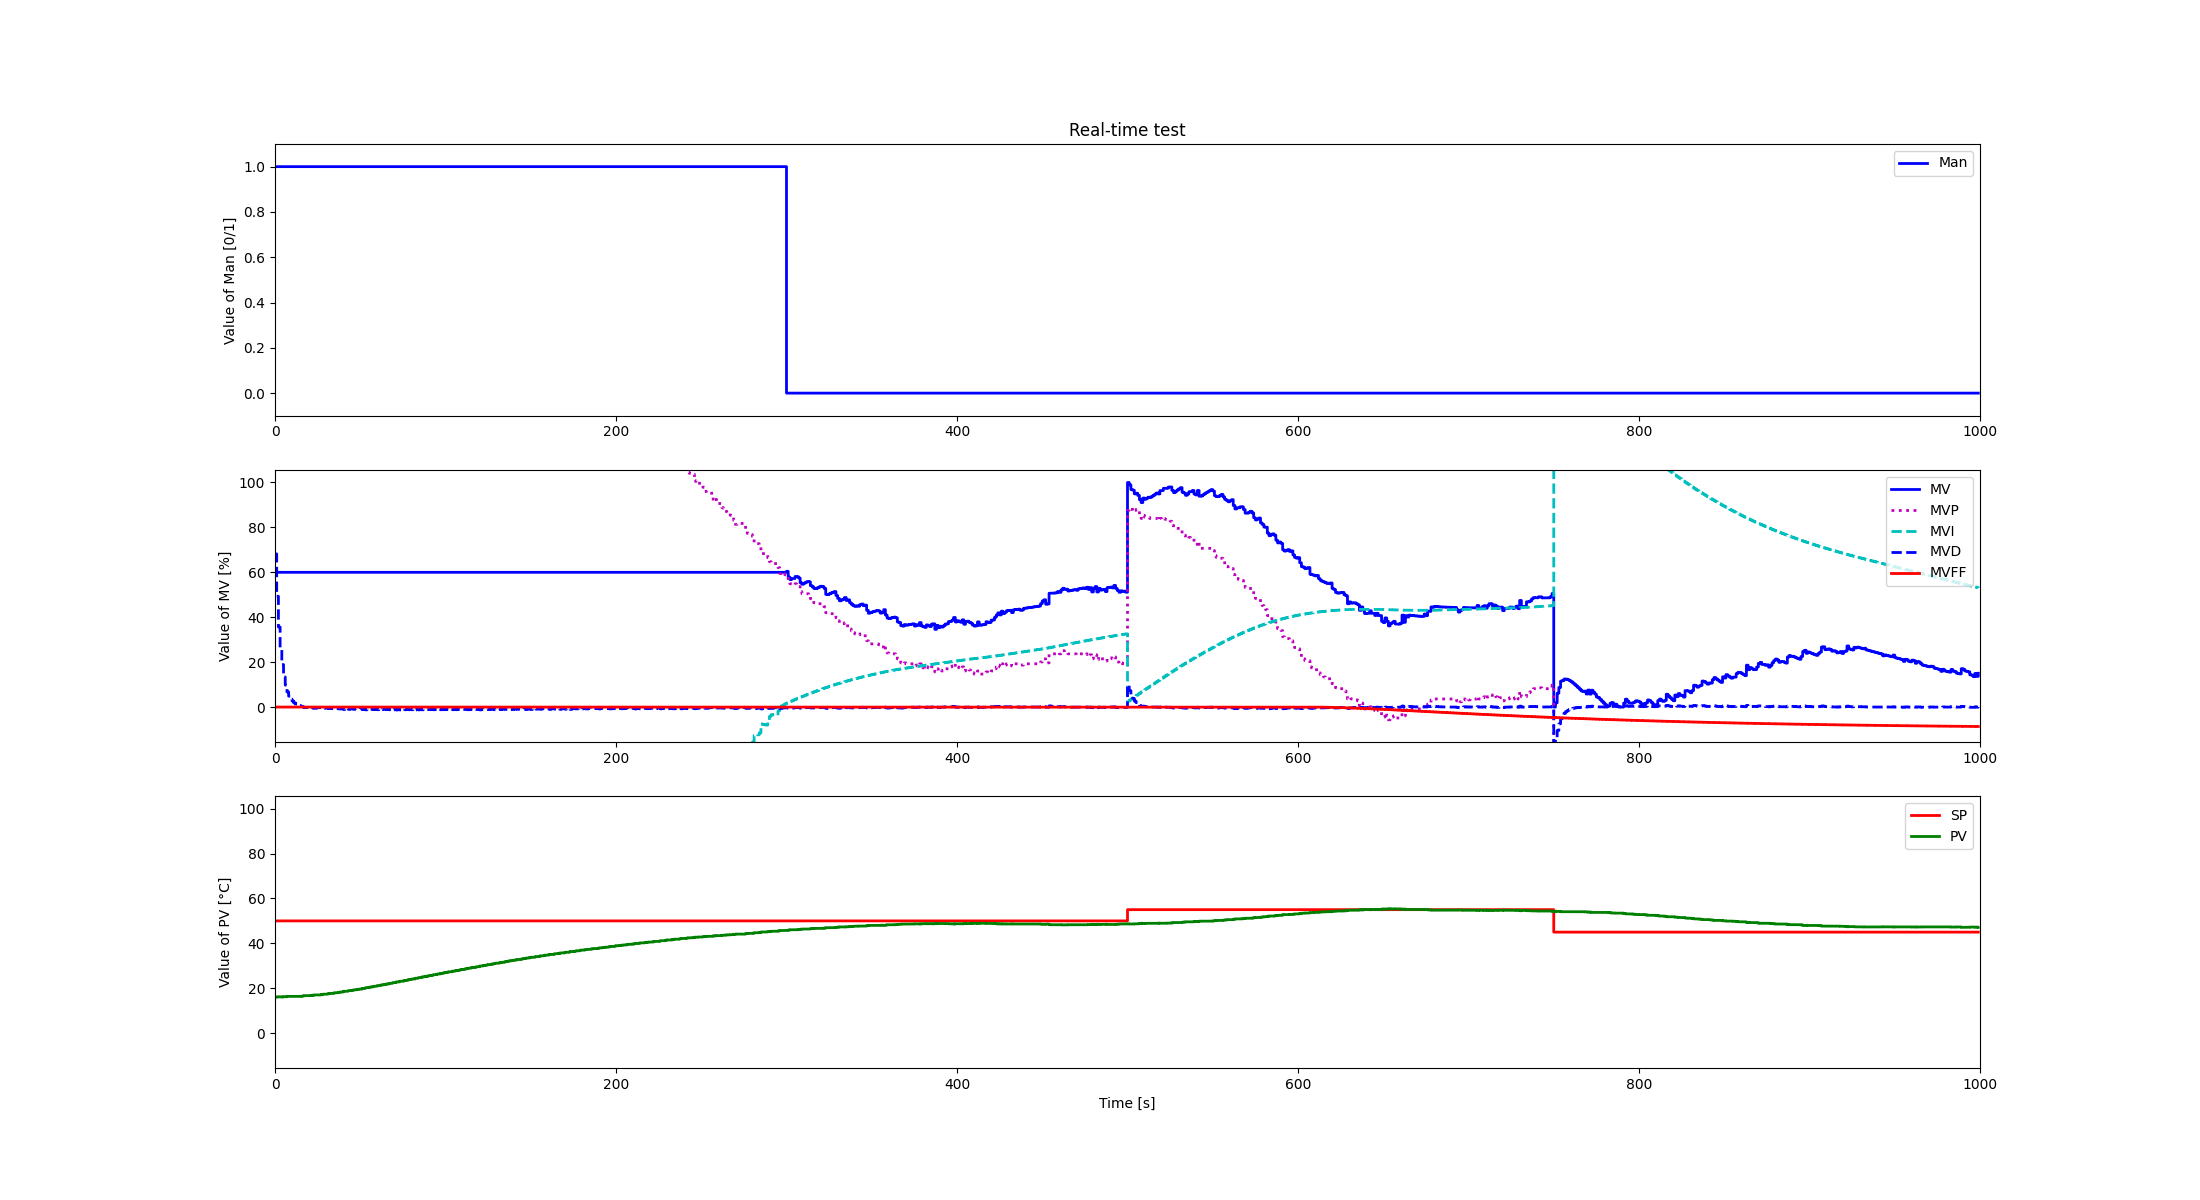 Real-time test
Value of Man [0/1]
1.0
0.8
0.6
0.4
0.2
0.0
Man
0 200 400 600 800 1000
Value of MV [%]
100
80
60
40
20
0
MV
MVP
MVI
MVD
MVFF
0 200 400 600 800 1000
Value of PV [°C]
100
80
60
40
20
0
SP
PV
0 200 400 600 800 1000
Time [s]